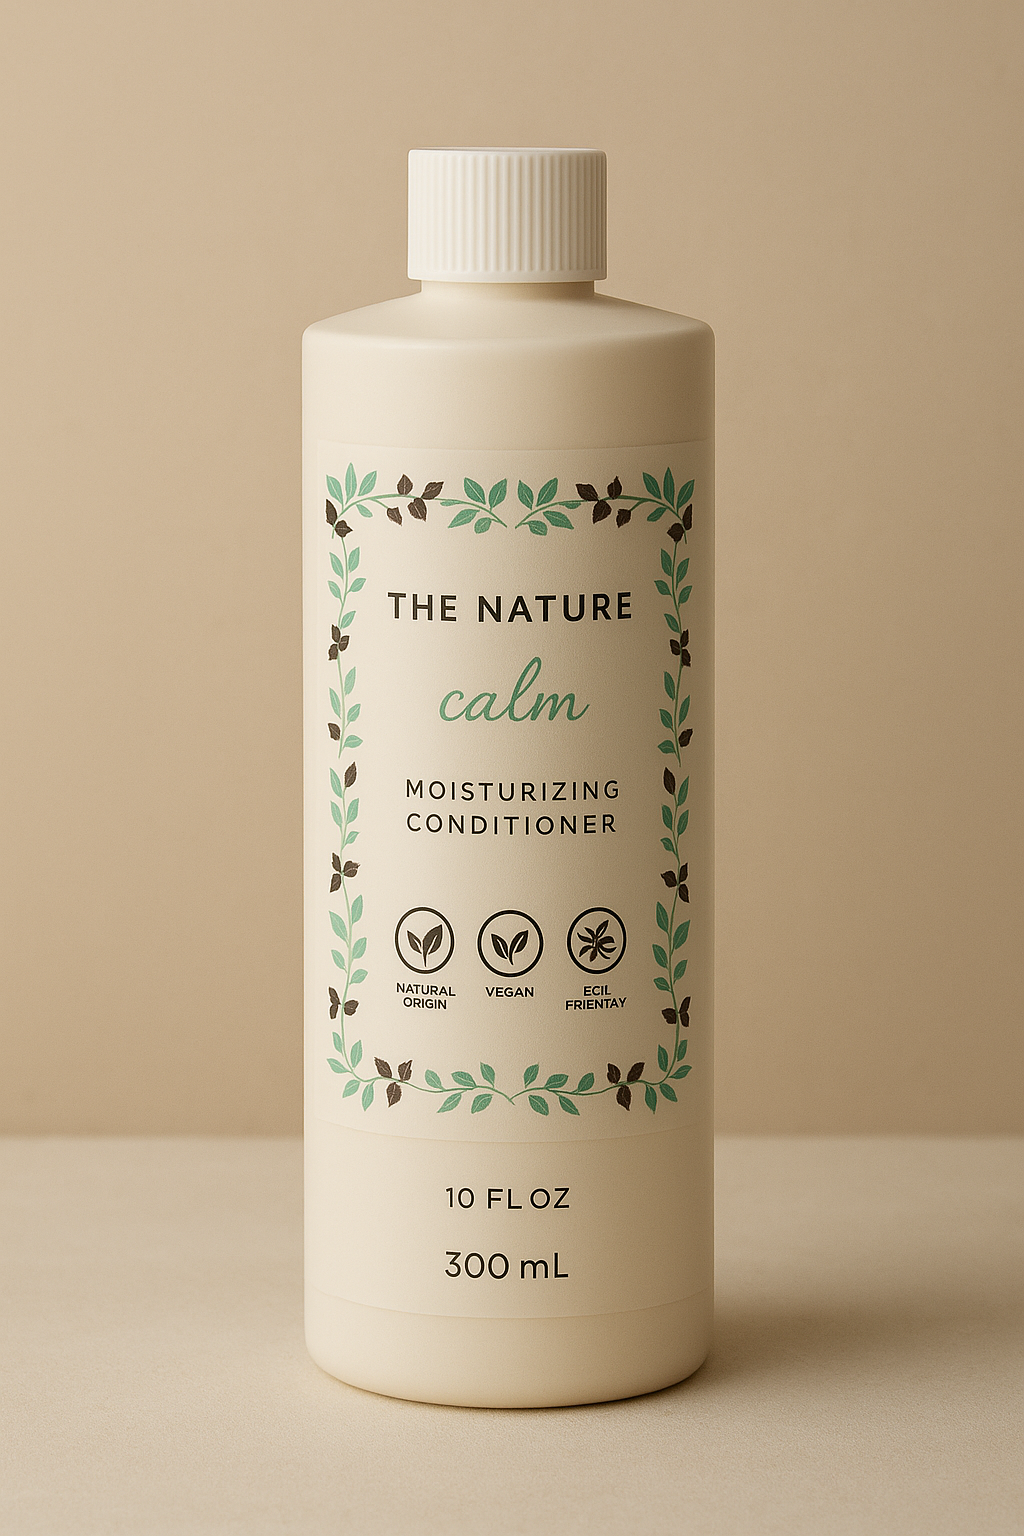 THE NATURE
calm
MOISTURIZING
CONDITIONER
NATURAL
ORIGIN
VEGAN
ECIL
FRIENTAY
10 FL OZ
300 mL